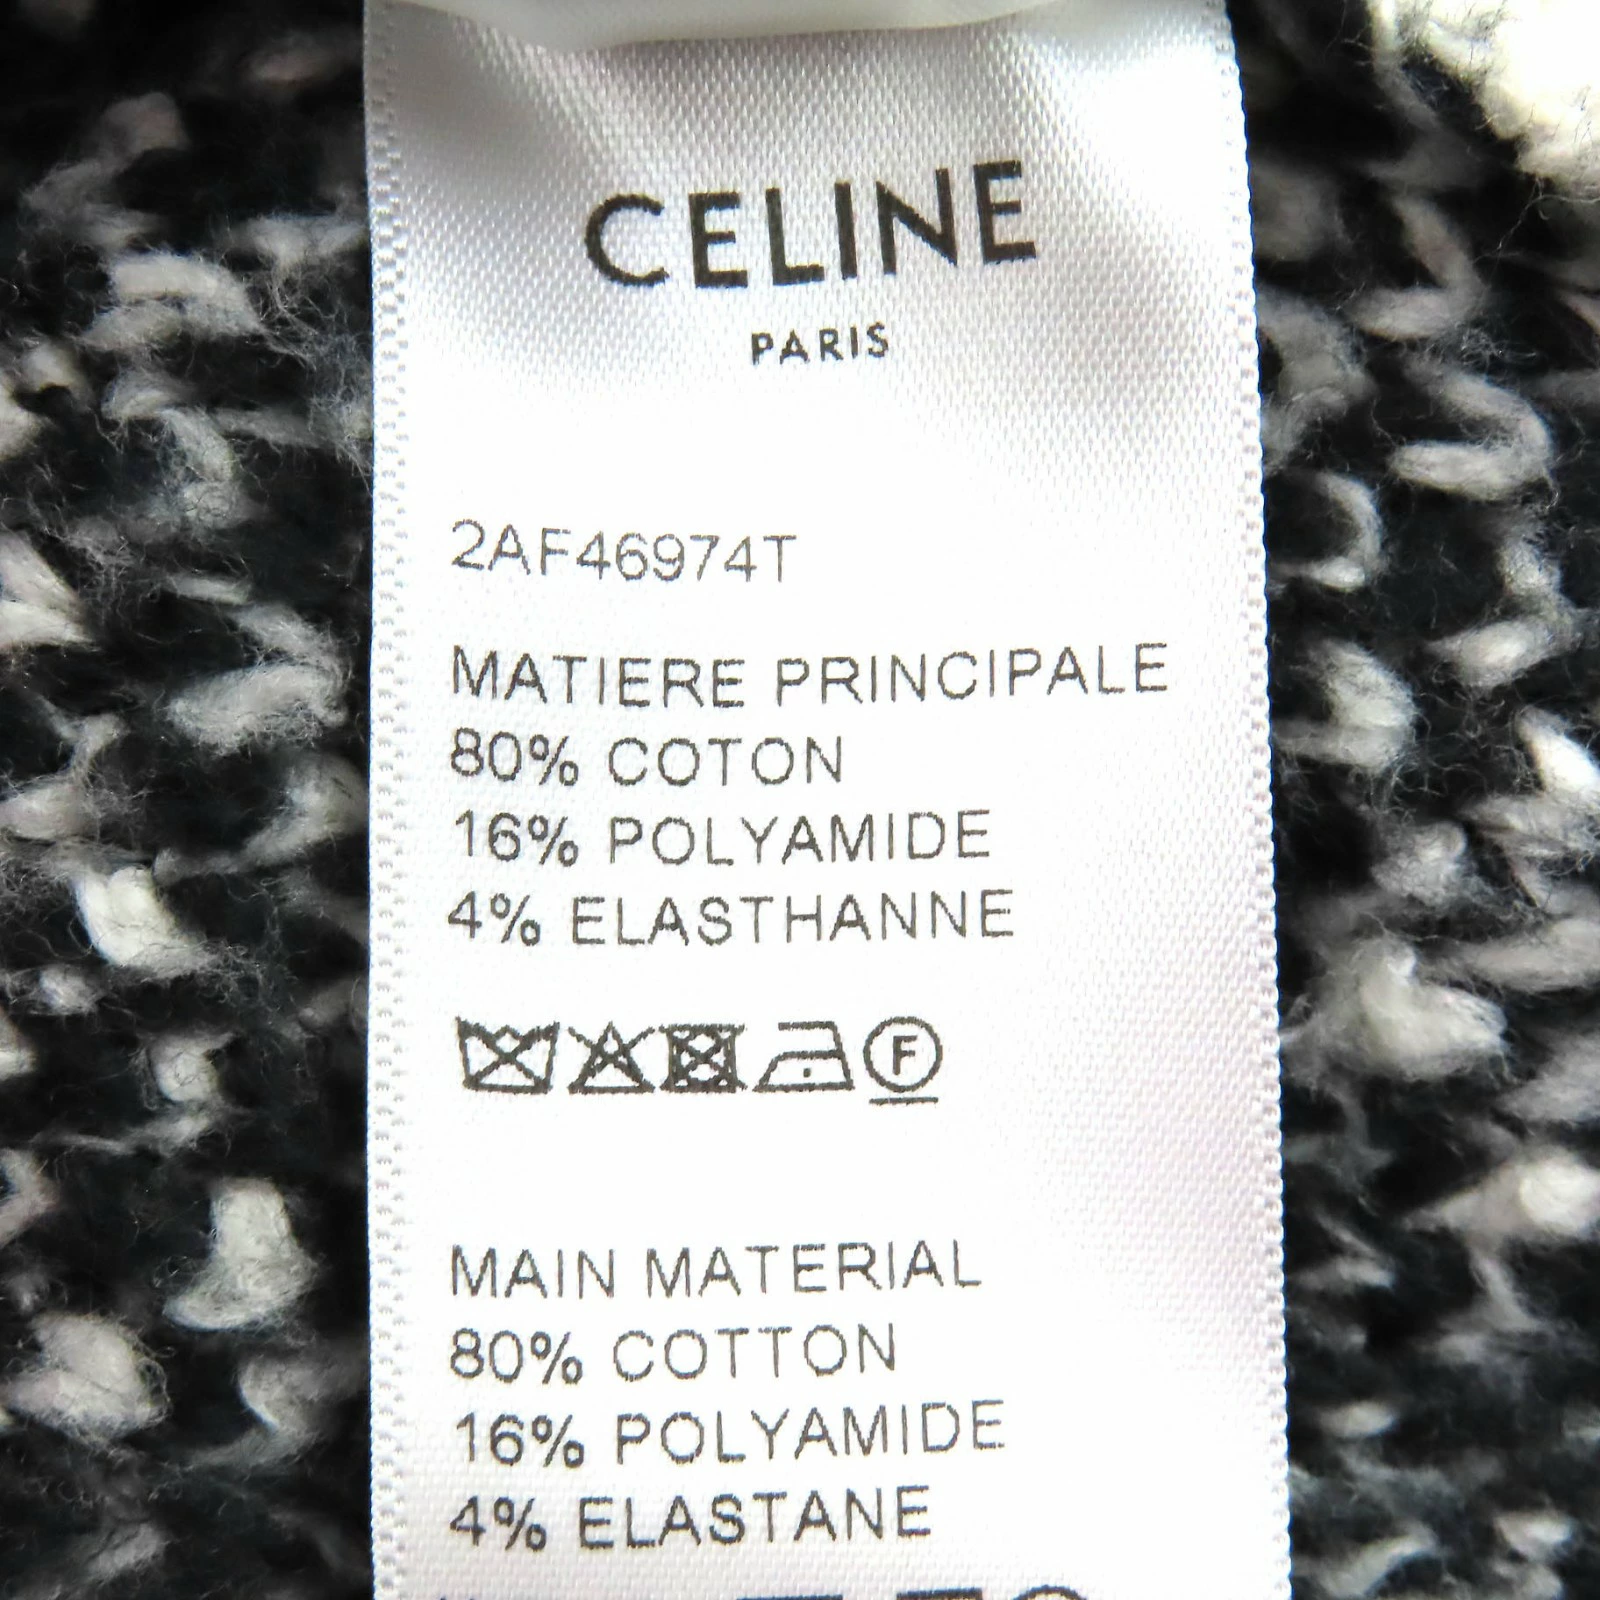 CELINE
PARIS
2AF46974T
MATIERE PRINCIPALE
80% COTON
16% POLYAMIDE
4% ELASTHANNE
F
MAIN MATERIAL
80% COTTON
16% POLYAMIDE
4% ELASTANE